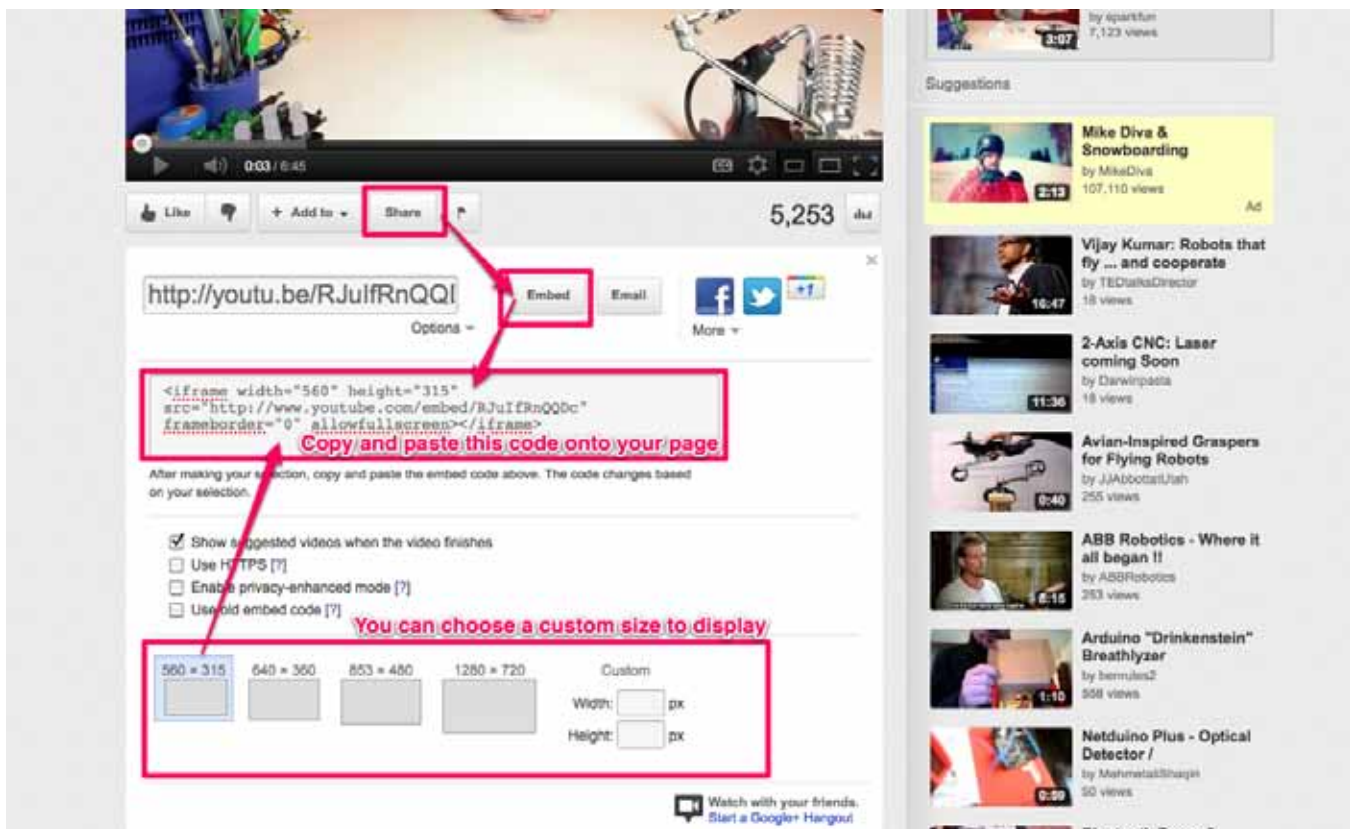 by sparkfun
3:07
7,123 views
Suggestions
Mike Diva &
Snowboarding
by MikeDiva
2:13
107,110 views
Ad
Vijay Kumar: Robots that
fly ... and cooperate
by TEDtalksDirector
16:47
18 views
2-Axis CNC: Laser
coming Soon
by Darwinpasta
11:36
18 views
Avian-Inspired Graspers
for Flying Robots
by JJAbbottatUtah
0:40
255 views
ABB Robotics - Where it
all began !!
by ABBRobotics
253 views
Arduino "Drinkenstein"
Breathlyzer
by bemrules2
1:10
558 views
Netduino Plus - Optical
Detector /
0:59
50 views
0:03 / 6:45
Like
+ Add to
Share
5,253
http://youtu.be/RJuIfRnQQI
Embed
Email
f
+1
Options
More
<iframe width="560" height="315"
src="http://www.youtube.com/embed/RJuIfRnQQDc"
frameborder="0" allowfullscreen></iframe>
Copy and paste this code onto your page
After making your selection, copy and paste the embed code above. The code changes based
on your selection.
Show suggested videos when the video finishes
Use HTTPS [?]
Enable privacy-enhanced mode [?]
Use old embed code [?]
You can choose a custom size to display
560 × 315 640 × 360 853 × 480 1280 × 720 Custom
Width: px
Height: px
Watch with your friends.
Start a Google+ Hangout